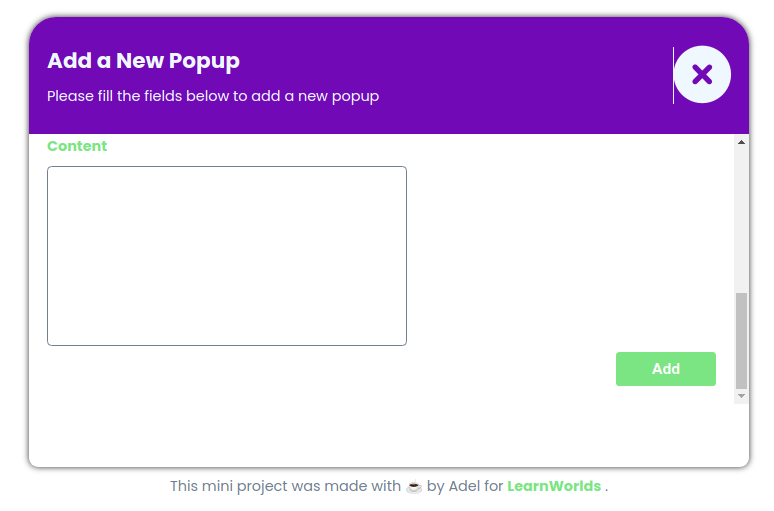 Add a New Popup
Please fill the fields below to add a new popup
Content
Add
This mini project was made with ☕ by Adel for LearnWorlds .